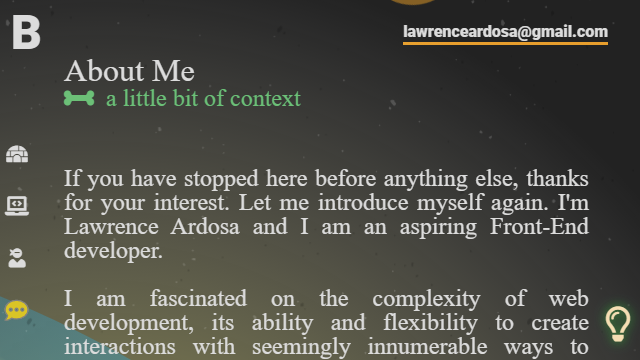 B
lawrenceardosa@gmail.com
About Me
a little bit of context
If you have stopped here before anything else, thanks
for your interest. Let me introduce myself again. I'm
Lawrence Ardosa and I am an aspiring Front-End
developer.
I am fascinated on the complexity of web
development, its ability and flexibility to create
interactions with seemingly innumerable ways to